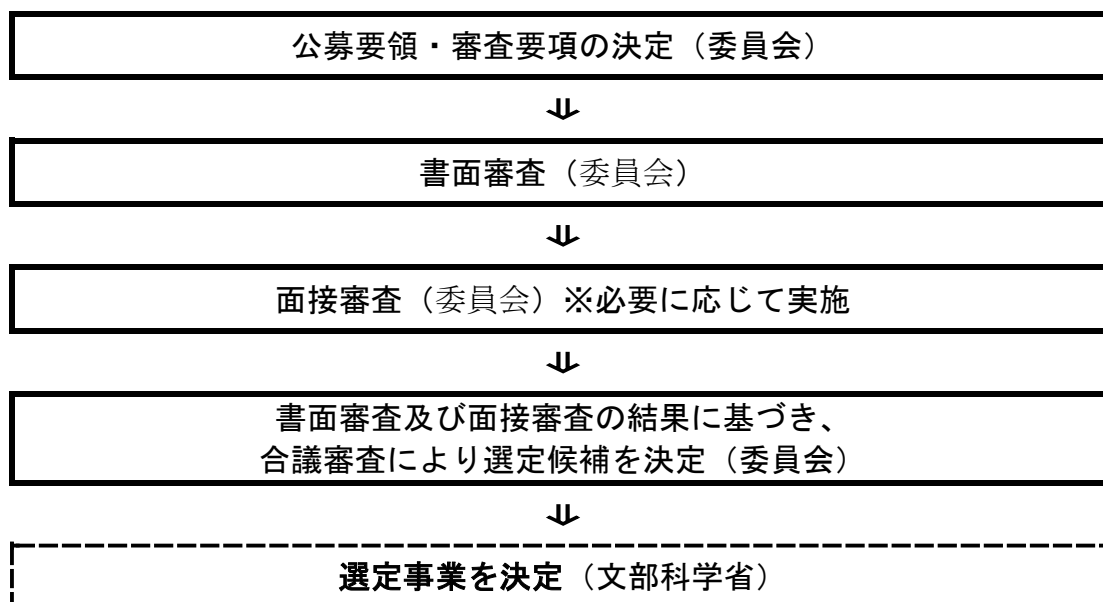 公募要領・審査要項の決定（委員会）
⇓
書面審査（委員会）
⇓
面接審査（委員会）※必要に応じて実施
⇓
書面審査及び面接審査の結果に基づき、
合議審査により選定候補を決定（委員会）
⇓
選定事業を決定（文部科学省）